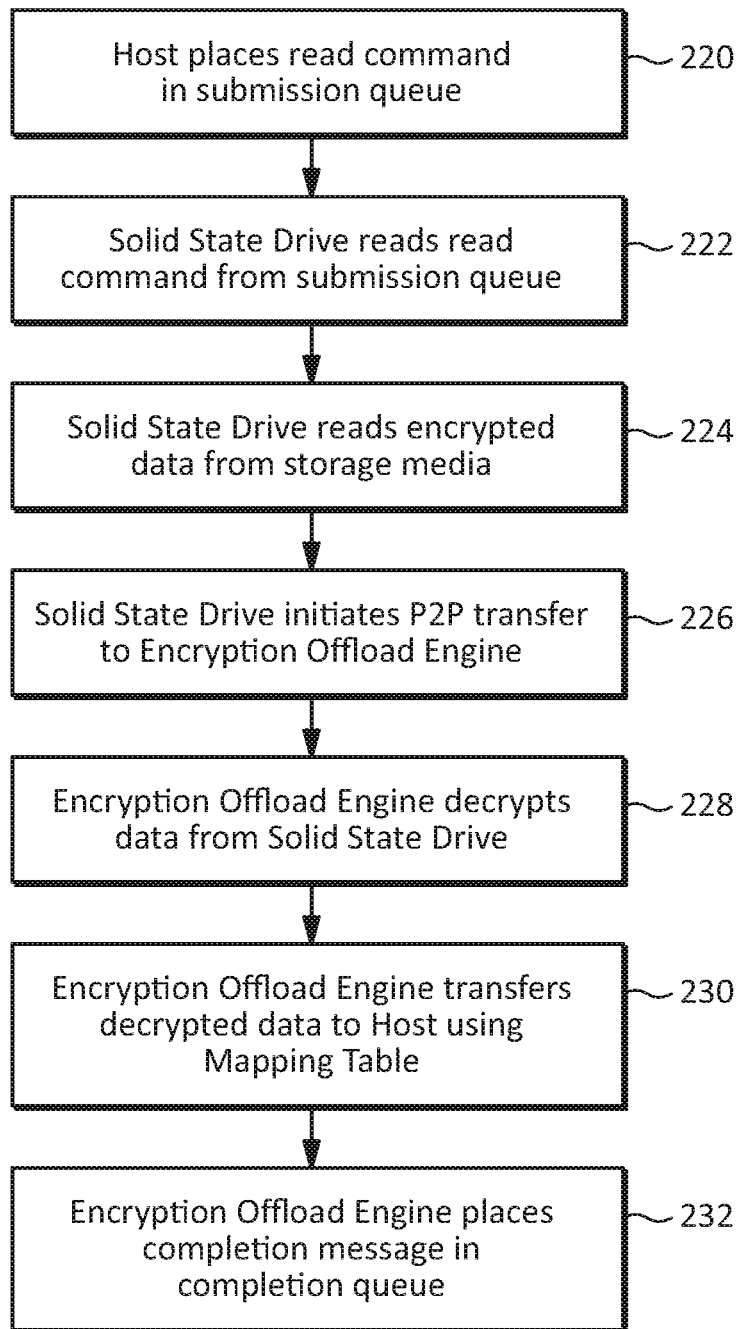 Host places read command
in submission queue
220
Solid State Drive reads read
command from submission queue
222
Solid State Drive reads encrypted
data from storage media
224
Solid State Drive initiates P2P transfer
to Encryption Offload Engine
226
Encryption Offload Engine decrypts
data from Solid State Drive
228
Encryption Offload Engine transfers
decrypted data to Host using
Mapping Table
230
Encryption Offload Engine places
completion message in
completion queue
232